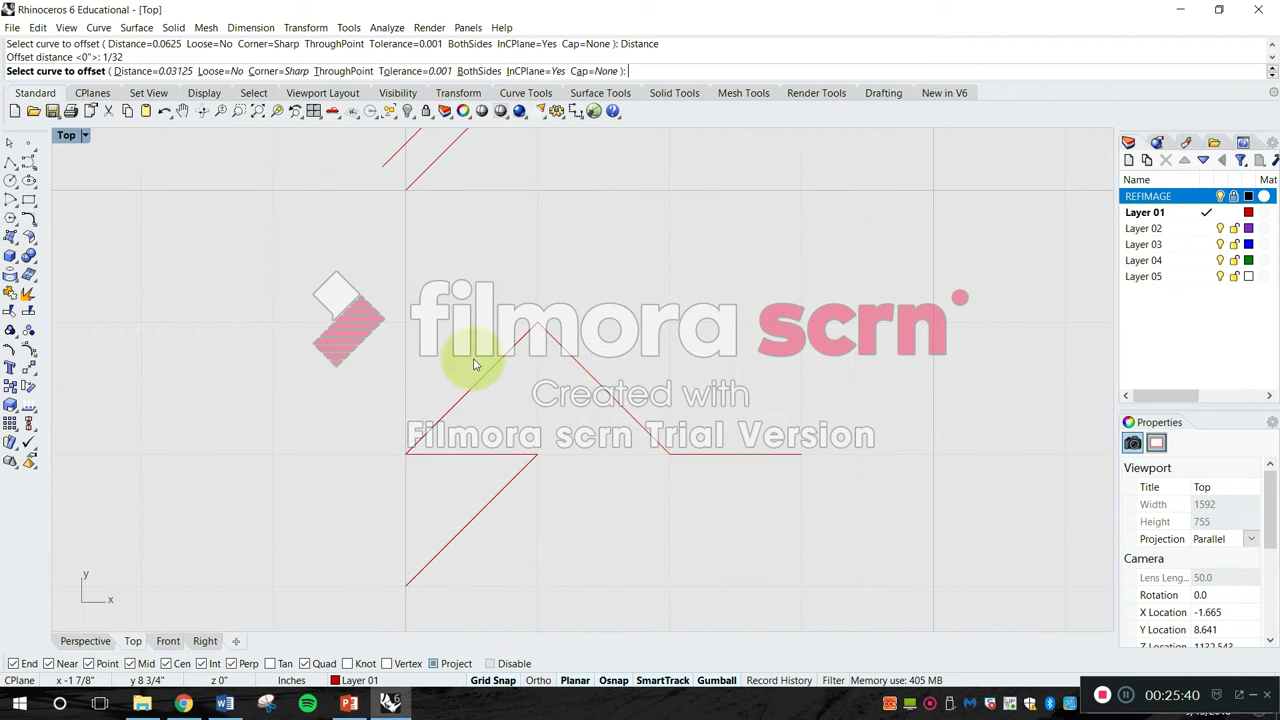 Rhinoceros 6 Educational - [Top]
File Edit View Curve Surface Solid Mesh Dimension Transform Tools Analyze Render Panels Help
Select curve to offset ( Distance=0.0625 Loose=No Corner=Sharp ThroughPoint Tolerance=0.001 BothSides InCPlane=Yes Cap=None ): Distance
Offset distance <0">: 1/32
Select curve to offset ( Distance=0.03125 Loose=No Corner=Sharp ThroughPoint Tolerance=0.001 BothSides InCPlane=Yes Cap=None ):
Standard CPlanes Set View Display Select Viewport Layout Visibility Transform Curve Tools Surface Tools Solid Tools Mesh Tools Render Tools Drafting New in V6
Top
Name Mat
REFIMAGE
Layer 01
Layer 02
Layer 03
Layer 04
Layer 05
filmora scrn
Created with
Filmora scrn Trial Version
Properties
Viewport
Title Top
Width 1592
Height 755
Projection Parallel
Camera
Lens Leng... 50.0
Rotation 0.0
X Location -1.665
Y Location 8.641
y
x
Perspective Top Front Right
End Near Point Mid Cen Int Perp Tan Quad Knot Vertex Project Disable
CPlane x -1 7/8" y 8 3/4" z 0" Inches Layer 01 Grid Snap Ortho Planar Osnap SmartTrack Gumball Record History Filter Memory use: 405 MB
00:25:40